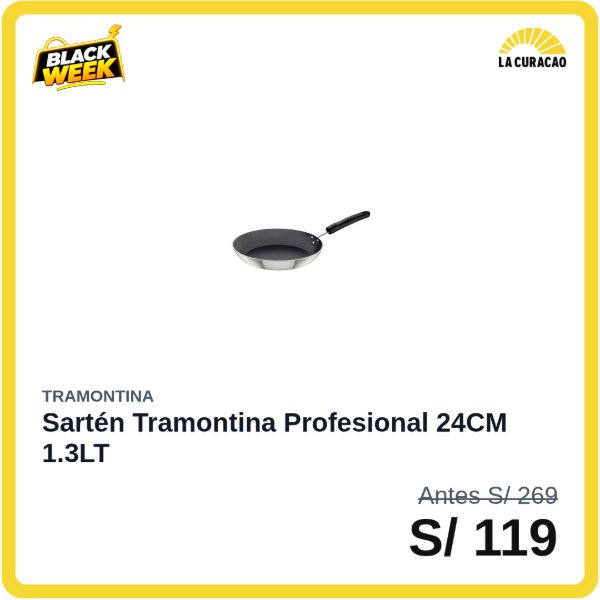 BLACK
WEEK
LA CURACAO
TRAMONTINA
Sartén Tramontina Profesional 24CM
1.3LT
Antes S/ 269
S/ 119